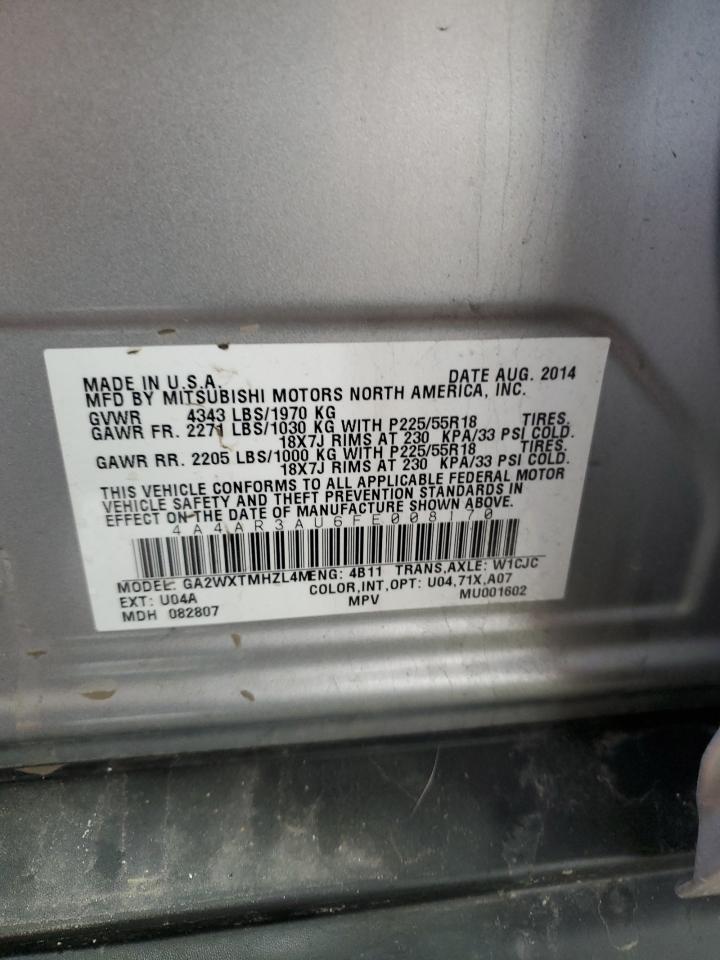 MADE IN U.S.A. DATE AUG. 2014
MFD BY MITSUBISHI MOTORS NORTH AMERICA, INC.
GVWR 4343 LBS/1970 KG
GAWR FR. 2271 LBS/1030 KG WITH P225/55R18 TIRES,
18X7J RIMS AT 230 KPA/33 PSI COLD.
GAWR RR. 2205 LBS/1000 KG WITH P225/55R18 TIRES,
18X7J RIMS AT 230 KPA/33 PSI COLD.
THIS VEHICLE CONFORMS TO ALL APPLICABLE FEDERAL MOTOR
VEHICLE SAFETY AND THEFT PREVENTION STANDARDS IN
EFFECT ON THE DATE OF MANUFACTURE SHOWN ABOVE.
4A4AR3AU6FE008170
MODEL: GA2WXTMHZL4M ENG: 4B11 TRANS,AXLE: W1CJC
EXT: U04A COLOR,INT,OPT: U04,71X,A07
MDH 082807 MPV MU001602